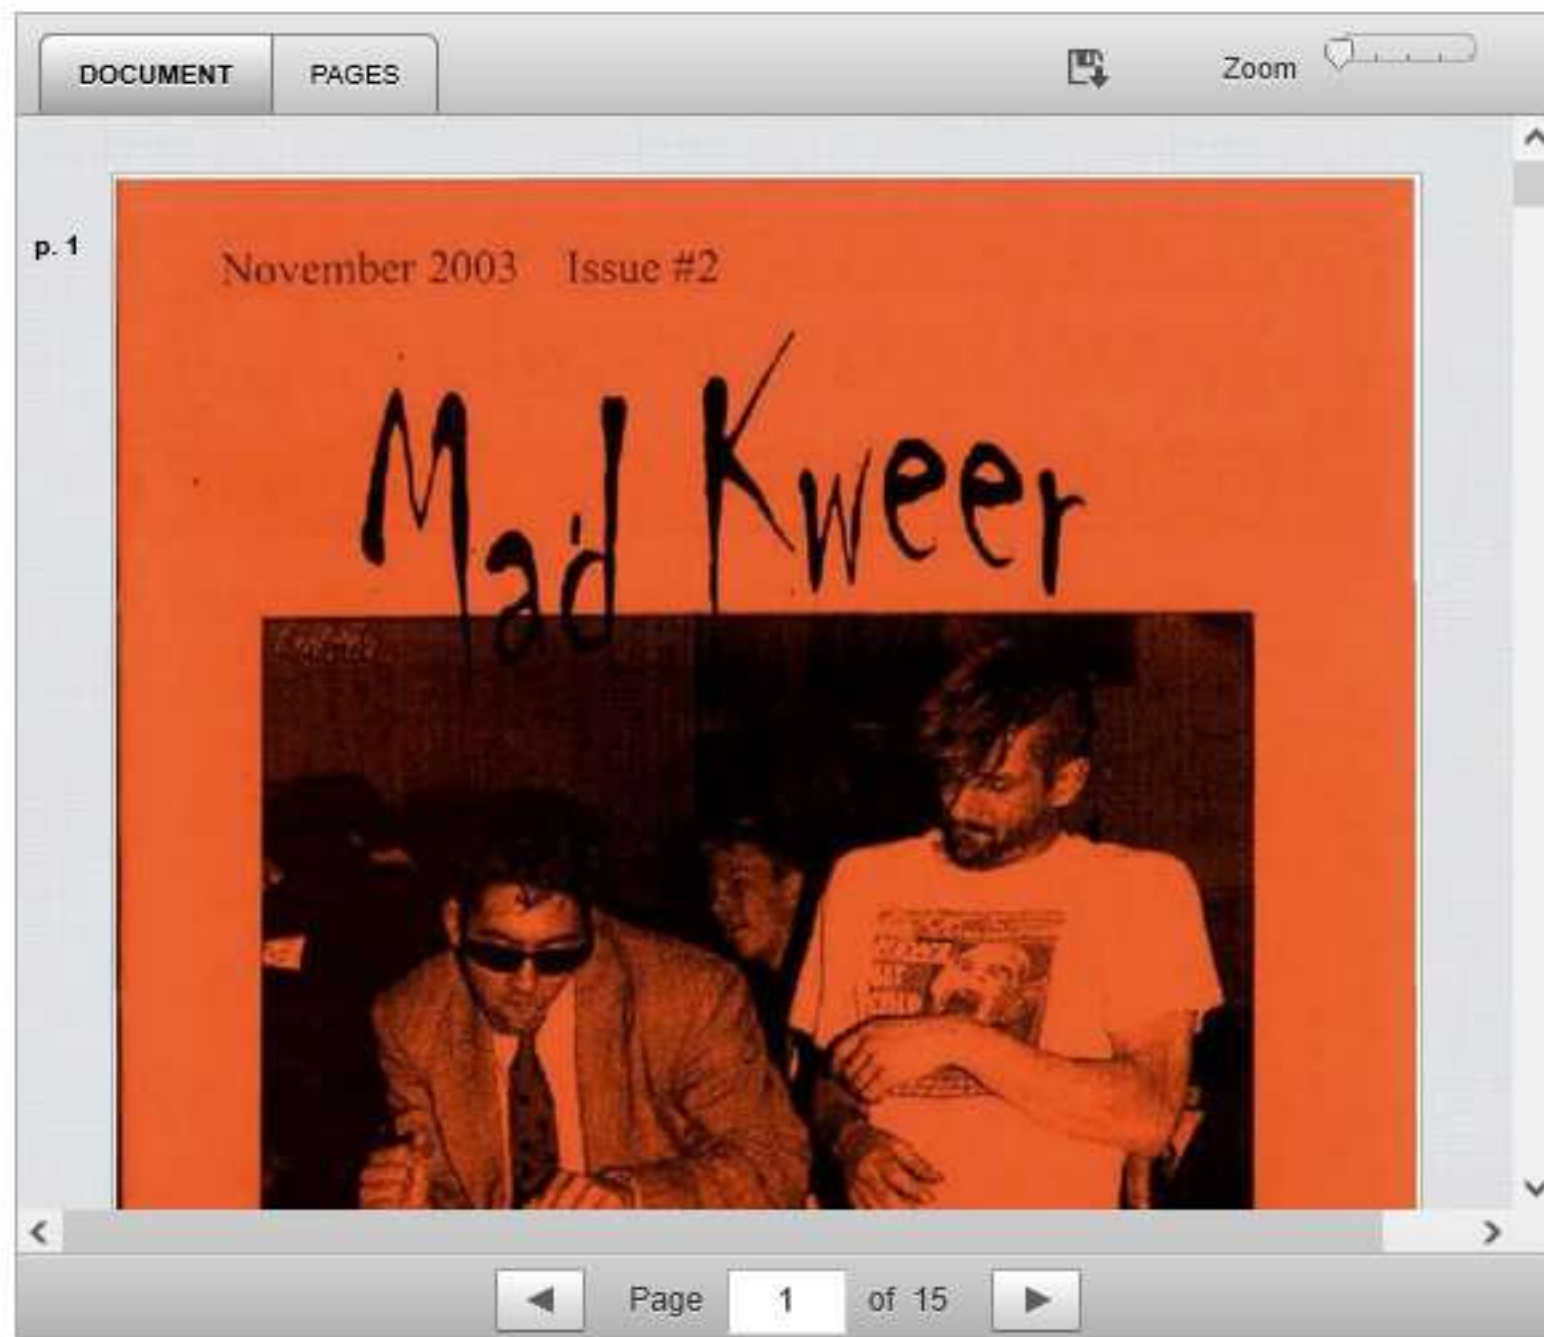 DOCUMENT PAGES Zoom
p. 1
November 2003 Issue #2
Mad Kweer
Page 1 of 15